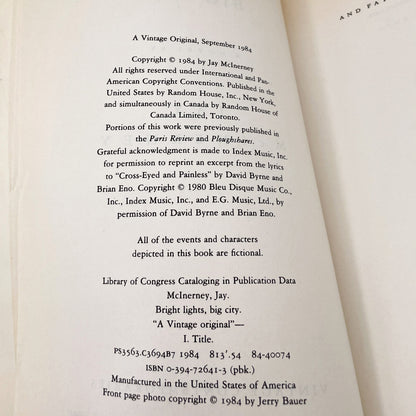 AND FA
A Vintage Original, September 1984
Copyright © 1984 by Jay McInerney
All rights reserved under International and Pan-
American Copyright Conventions. Published in the
United States by Random House, Inc., New York,
and simultaneously in Canada by Random House of
Canada Limited, Toronto.
Portions of this work were previously published in
the Paris Review and Ploughshares.
Grateful acknowledgment is made to Index Music, Inc.
for permission to reprint an excerpt from the lyrics
to "Cross-Eyed and Painless" by David Byrne and
Brian Eno. Copyright © 1980 Bleu Disque Music Co.,
Inc., Index Music, Inc., and E.G. Music, Ltd., by
permission of David Byrne and Brian Eno.
All of the events and characters
depicted in this book are fictional.
Library of Congress Cataloging in Publication Data
McInerney, Jay.
Bright lights, big city.
"A Vintage original"—
I. Title.
PS3563.C3694B7 1984 813'.54 84-40074
ISBN 0-394-72641-3 (pbk.)
Manufactured in the United States of America
Front page photo copyright © 1984 by Jerry Bauer